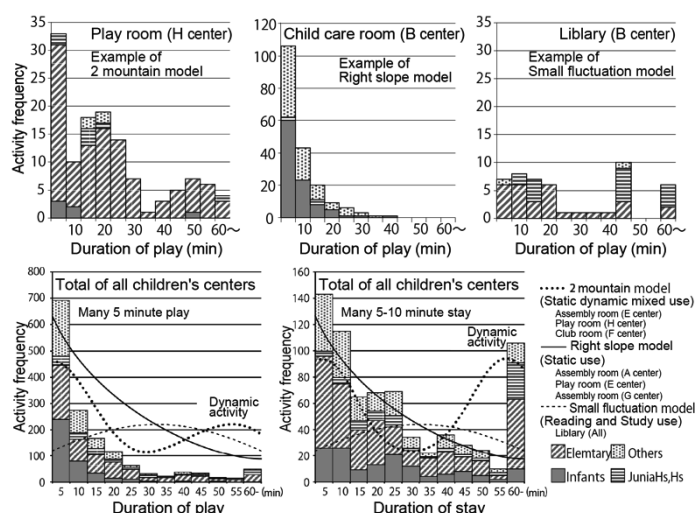 Play room (H center)
Example of
2 mountain model
Activity frequency
35
30
25
20
15
10
5
0
10 20 30 40 50 60～
Duration of play (min)
Child care room (B center)
Example of
Right slope model
120
100
80
60
40
20
0
10 20 30 40 50 60～
Duration of play (min)
Liblary (B center)
Example of
Small fluctuation model
35
30
25
20
15
10
5
0
10 20 30 40 50 60～
Duration of play (min)
Total of all children's centers
Many 5 minute play
Dynamic
activity
Activity frequency
800
700
600
500
400
300
200
100
0
5 10 15 20 25 30 35 40 45 50 55 60- (min)
Duration of play
Total of all children's centers
Many 5-10 minute stay
Dynamic
activity
Activity frequency
160
140
120
100
80
60
40
20
0
5 10 15 20 25 30 35 40 45 50 55 60- (min)
Duration of stay
2 mountain model
(Static dynamic mixed use)
Assembly room (E center)
Play room (H center)
Club room (F center)
Right slope model
(Static use)
Assembly room (A center)
Play room (E center)
Assembly room (G center)
Small fluctuation model
(Reading and Study use)
Liblary (All)
Elemtary Others
Infants JuniaHs,Hs